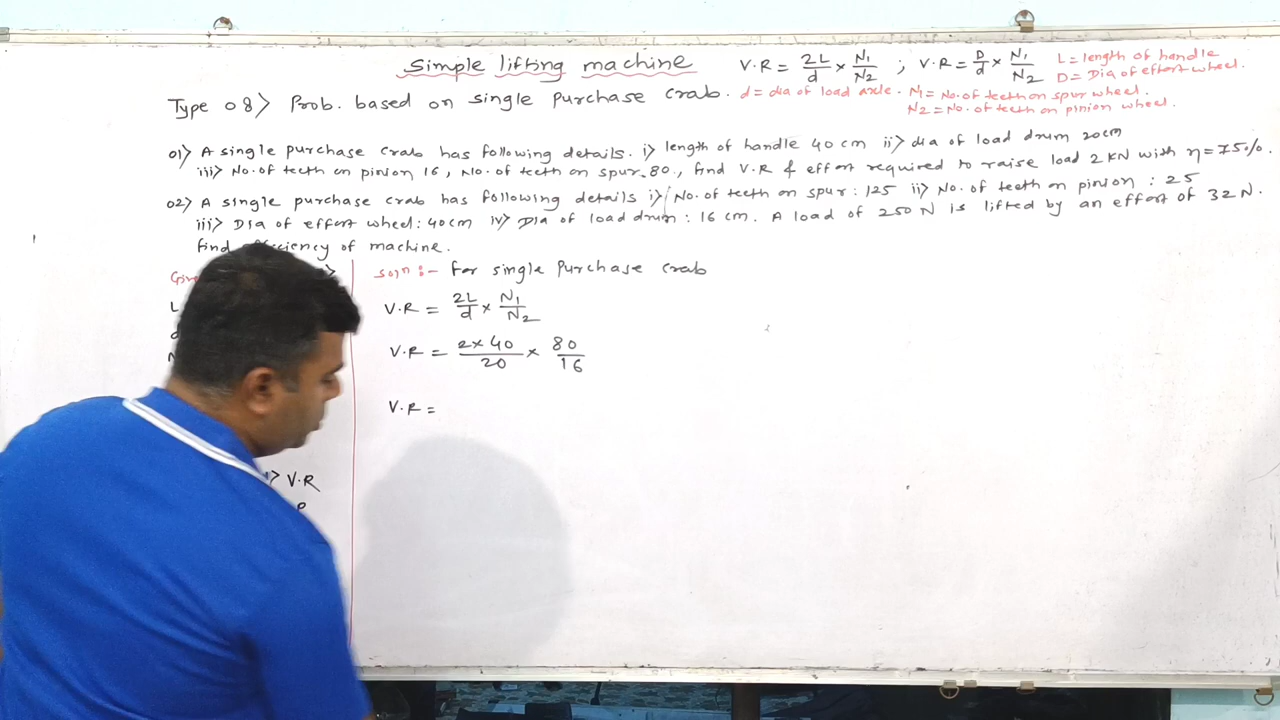 Simple lifting machine V.R = 2L/d × N1/N2 ; V.R = D/d × N1/N2 L = length of handle
D = Dia of effort wheel.
Type 08> Prob. based on single purchase crab. d = dia of load axle. N1 = No. of teeth on spur wheel.
N2 = No. of teeth on pinion wheel.
01> A single purchase crab has following details. i> length of handle 40 cm ii> dia of load drum 20cm
iii> No. of teeth on pinion 16, No. of teeth on spur-80., find V.R & effort required to raise load 2 KN with η = 75%.
02> A single purchase crab has following details i> No. of teeth on spur : 125 ii> No. of teeth on pinion : 25
iii> Dia of effort wheel: 40cm iv> Dia of load drum : 16 cm. A load of 250 N is lifted by an effort of 32 N.
find of machine.
soln :- For single purchase crab
V.R = 2L/d × N1/N2
V.R = 2×40/20 × 80/16
V.R =
V.R
P